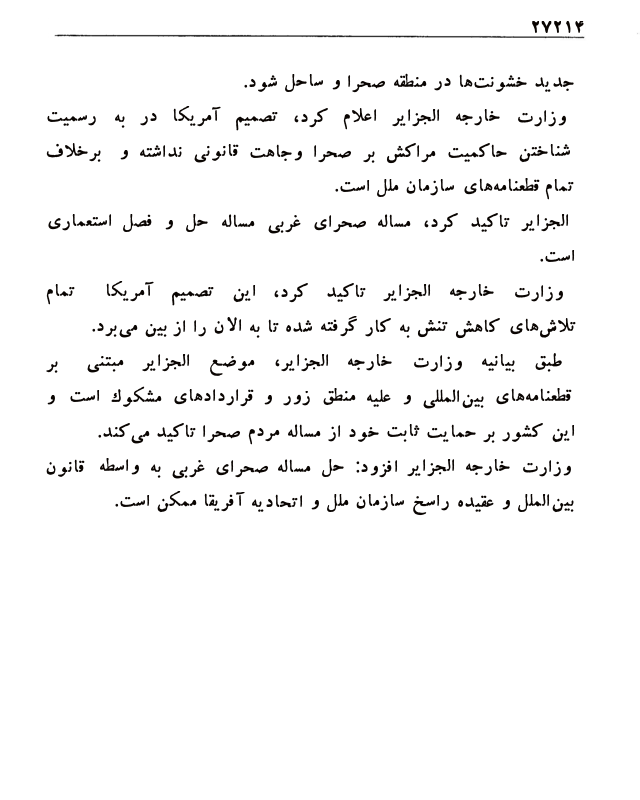 ۲۷۲۱۴
جدید خشونت‌ها در منطقه صحرا و ساحل شود.
وزارت خارجه الجزایر اعلام کرد، تصمیم آمریکا در به رسمیت
شناختن حاکمیت مراکش بر صحرا وجاهت قانونی نداشته و برخلاف
تمام قطعنامه‌های سازمان ملل است.
الجزایر تاکید کرد، مساله صحرای غربی مساله حل و فصل استعماری
است.
وزارت خارجه الجزایر تاکید کرد، این تصمیم آمریکا تمام
تلاش‌های کاهش تنش به کار گرفته شده تا به الان را از بین می‌برد.
طبق بیانیه وزارت خارجه الجزایر، موضع الجزایر مبتنی بر
قطعنامه‌های بین‌المللی و علیه منطق زور و قراردادهای مشکوك است و
این کشور بر حمایت ثابت خود از مساله مردم صحرا تاکید می‌کند.
وزارت خارجه الجزایر افزود: حل مساله صحرای غربی به واسطه قانون
بین‌الملل و عقیده راسخ سازمان ملل و اتحادیه آفریقا ممکن است.